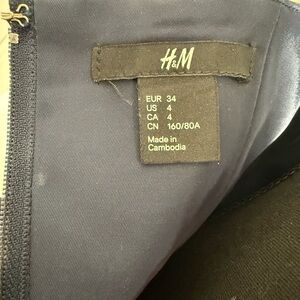 H&M
EUR 34
US 4
CA 4
CN 160/80A
Made in
Cambodia